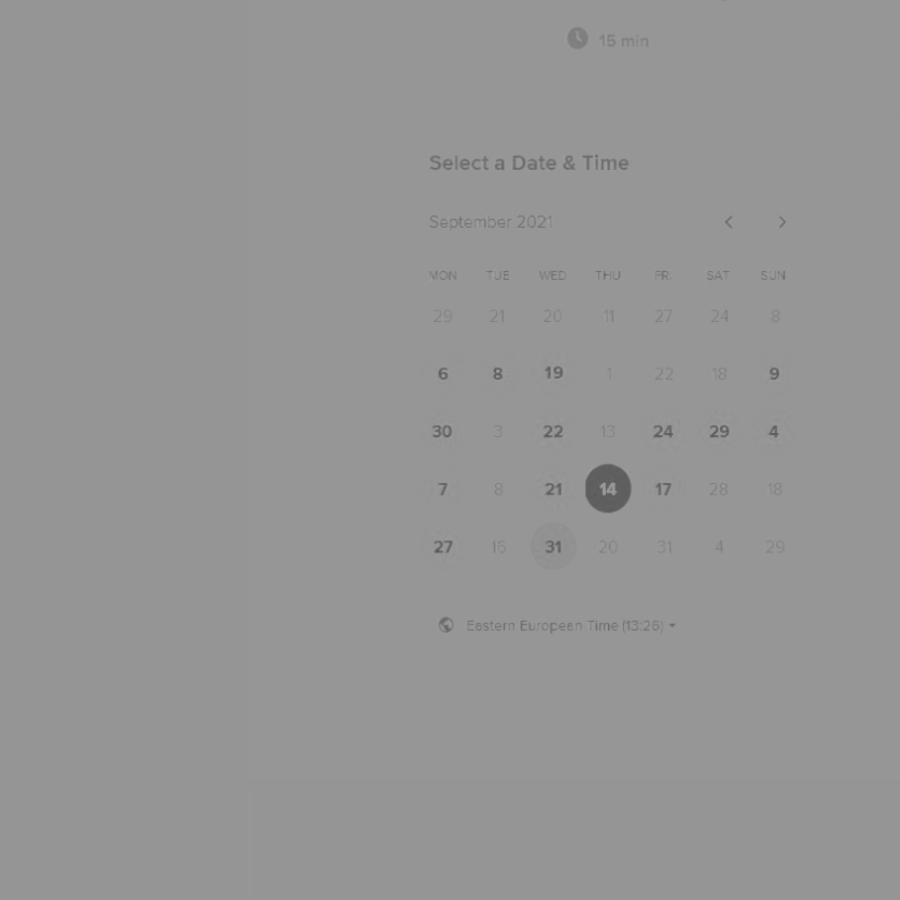 15 min
Select a Date & Time
September 2021
MON TUE WED THU FRI SAT SUN
29 21 20 11 27 24 8
6 8 19 1 22 18 9
30 3 22 13 24 29 4
7 8 21 14 17 28 18
27 16 31 20 31 4 29
Eastern European Time (13:26)